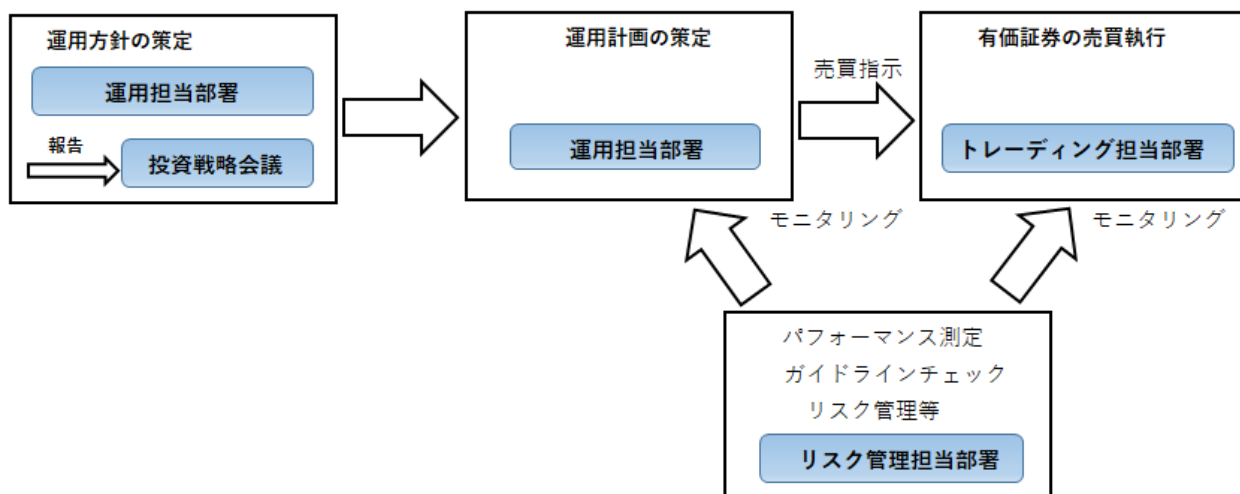 運用方針の策定
運用担当部署
報告
投資戦略会議
運用計画の策定
運用担当部署
売買指示
有価証券の売買執行
トレーディング担当部署
モニタリング
モニタリング
パフォーマンス測定
ガイドラインチェック
リスク管理等
リスク管理担当部署